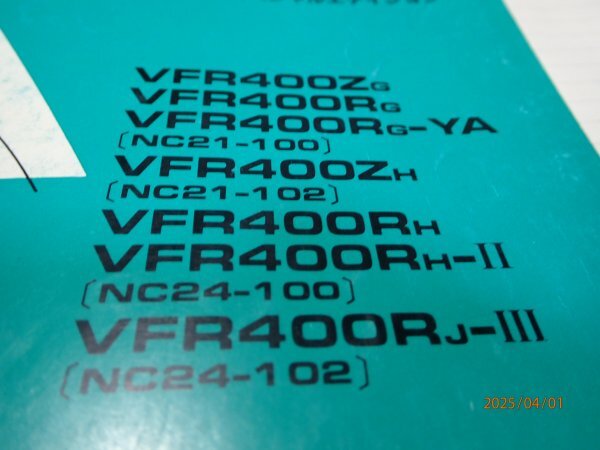 VFR400ZG
VFR400RG
VFR400RG-YA
〔NC21-100〕
VFR400ZH
〔NC21-102〕
VFR400RH
VFR400RH-II
〔NC24-100〕
VFR400RJ-III
〔NC24-102〕
2025/04/01